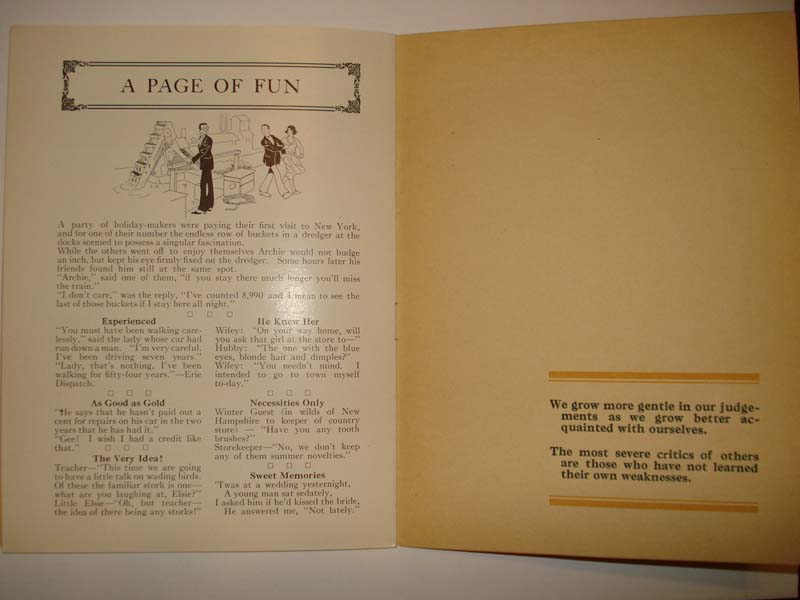 A PAGE OF FUN
A party of holiday-makers were paying their first visit to New York,
and for one of their number the endless row of buckets in a dredger at the
docks seemed to possess a singular fascination.
While the others went off to enjoy themselves Archie would not budge
an inch, but kept his eye firmly fixed on the dredger. Some hours later his
friends found him still at the same spot.
"Archie," said one of them, "if you stay there much longer you'll miss
the train."
"I don't care," was the reply, "I've counted 8,990 and I mean to see the
last of those buckets if I stay here all night."
Experienced
"You must have been walking care-
lessly," said the lady whose car had
run down a man. "I'm very careful.
I've been driving seven years."
"Lady, that's nothing, I've been
walking for fifty-four years."—Erie
Dispatch.
As Good as Gold
"He says that he hasn't paid out a
cent for repairs on his car in the two
years that he has had it."
"Gee! I wish I had a credit like
that."
The Very Idea!
Teacher—"This time we are going
to have a little talk on wading birds.
Of these the familiar stork is one—
what are you laughing at, Elsie?"
Little Elsie—"Oh, but teacher—
the idea of there being any storks!"
He Knew Her
Wifey: "On your way home, will
you ask that girl at the store to—"
Hubby: "The one with the blue
eyes, blonde hair and dimples?"
Wifey: "You needn't mind. I
intended to go to town myself
to-day."
Necessities Only
Winter Guest (in wilds of New
Hampshire to keeper of country
store) — "Have you any tooth
brushes?"
Storekeeper—"No, we don't keep
any of them summer novelties."
Sweet Memories
'Twas at a wedding yesternight,
A young man sat sedately,
I asked him if he'd kissed the bride,
He answered me, "Not lately."
We grow more gentle in our judge-
ments as we grow better ac-
quainted with ourselves.
The most severe critics of others
are those who have not learned
their own weaknesses.